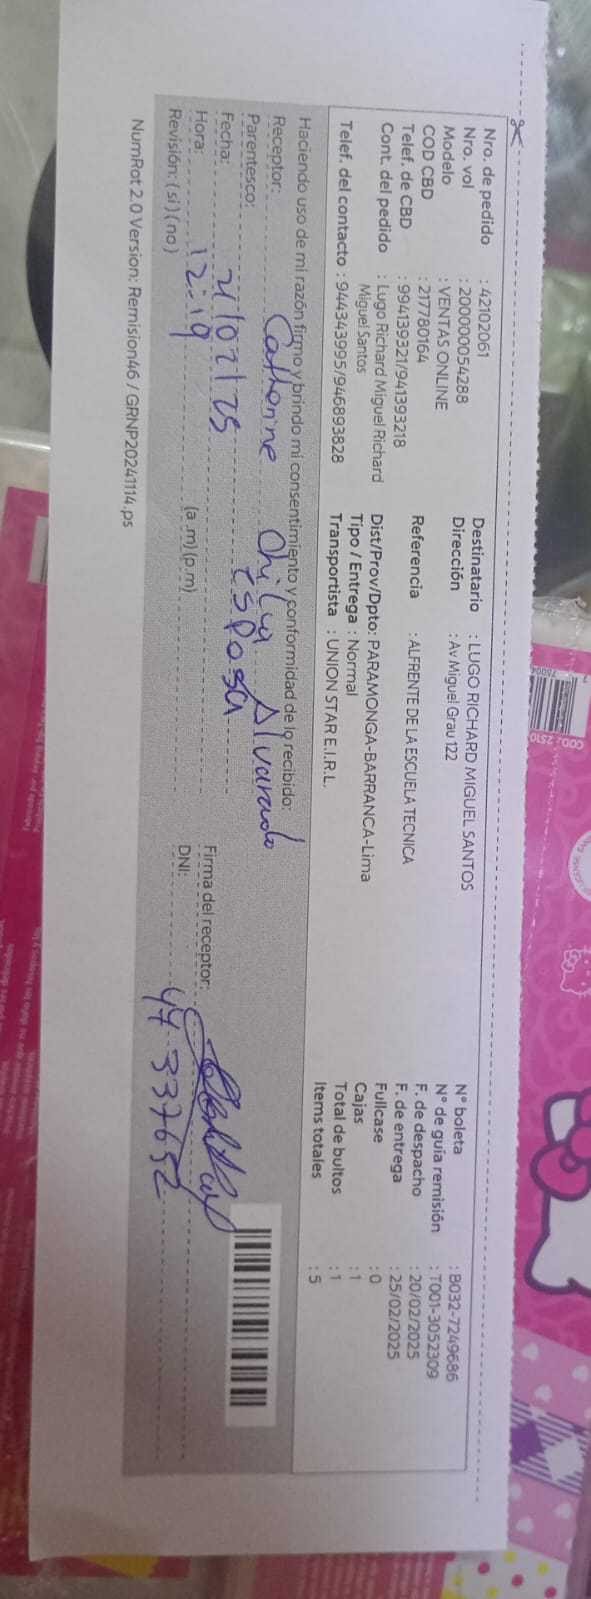 Nro. de pedido : 42102061
Nro. vol : 200000054288
Modelo : VENTAS ONLINE
COD CBD : 217780164
Telef. de CBD : 994139321/941393218
Cont. del pedido : Lugo Richard Miguel Richard
Miguel Santos
Telef. del contacto : 944343995/946893828
Destinatario : LUGO RICHARD MIGUEL SANTOS
Dirección : Av Miguel Grau 122
Referencia : ALFRENTE DE LA ESCUELA TECNICA
Dist/Prov/Dpto: PARAMONGA-BARRANCA-Lima
Tipo / Entrega : Normal
Transportista : UNION STAR E.I.R.L.
N° boleta : B032-7249686
N° de guia remisión : T001-3052309
F. de despacho : 20/02/2025
F. de entrega : 25/02/2025
Fullcase : 0
Cajas : 1
Total de bultos : 1
Items totales : 5
Haciendo uso de mi razón firmo y brindo mi consentimiento y conformidad de lo recibido:
Receptor: Catherine Chilya Alvarado
Parentesco: esposa
Fecha: 21/02/25
Hora: 12:19 (a .m) (p.m)
Revisión: (si) (no)
Firma del receptor:
DNI: 47337652
NumRot 2.0 Version: Remision46 / GRNP20241114.ps